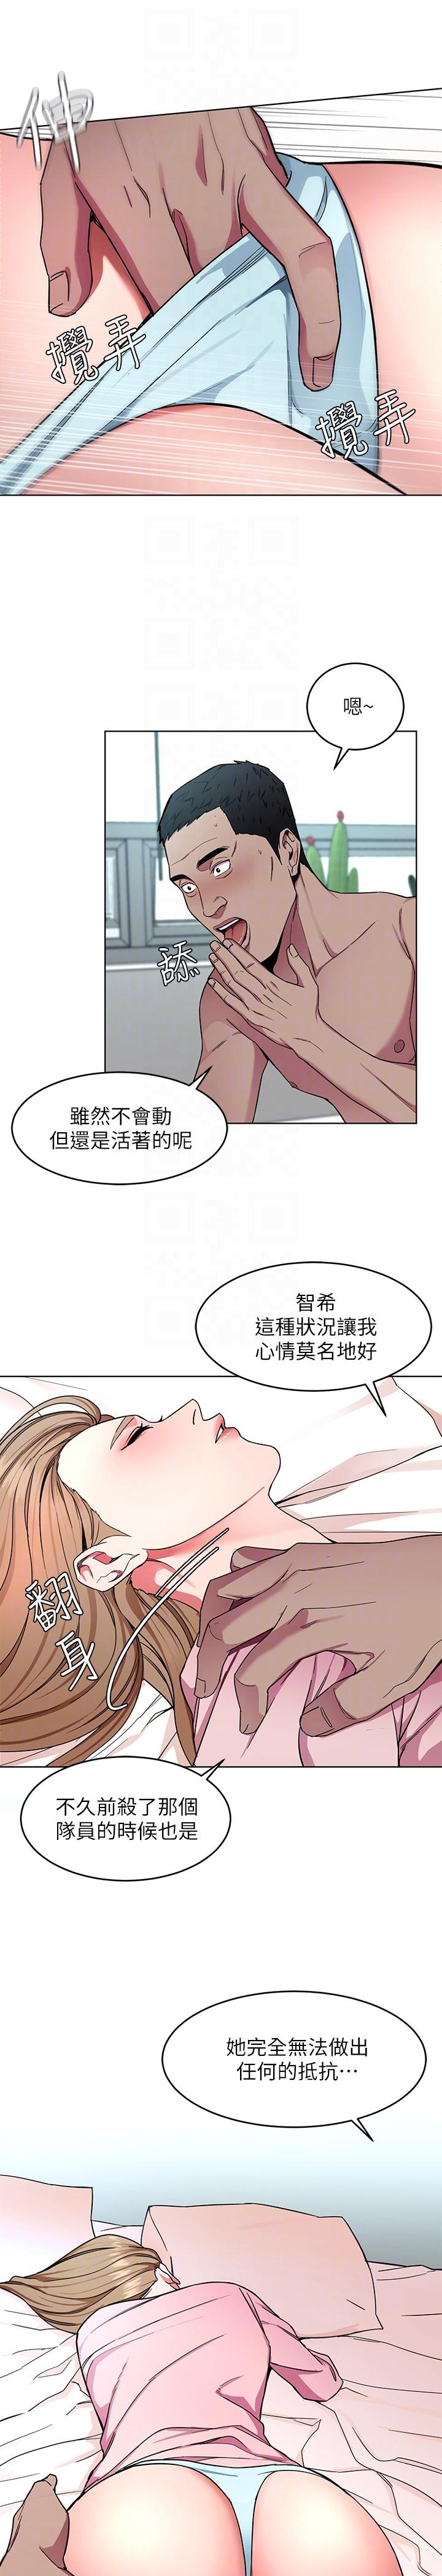 伸
攪弄
攪弄
嗯~
舔
雖然不會動
但還是活著的呢
智希
這種狀況讓我
心情莫名地好
翻身
不久前殺了那個
隊員的時候也是
她完全無法做出
任何的抵抗…